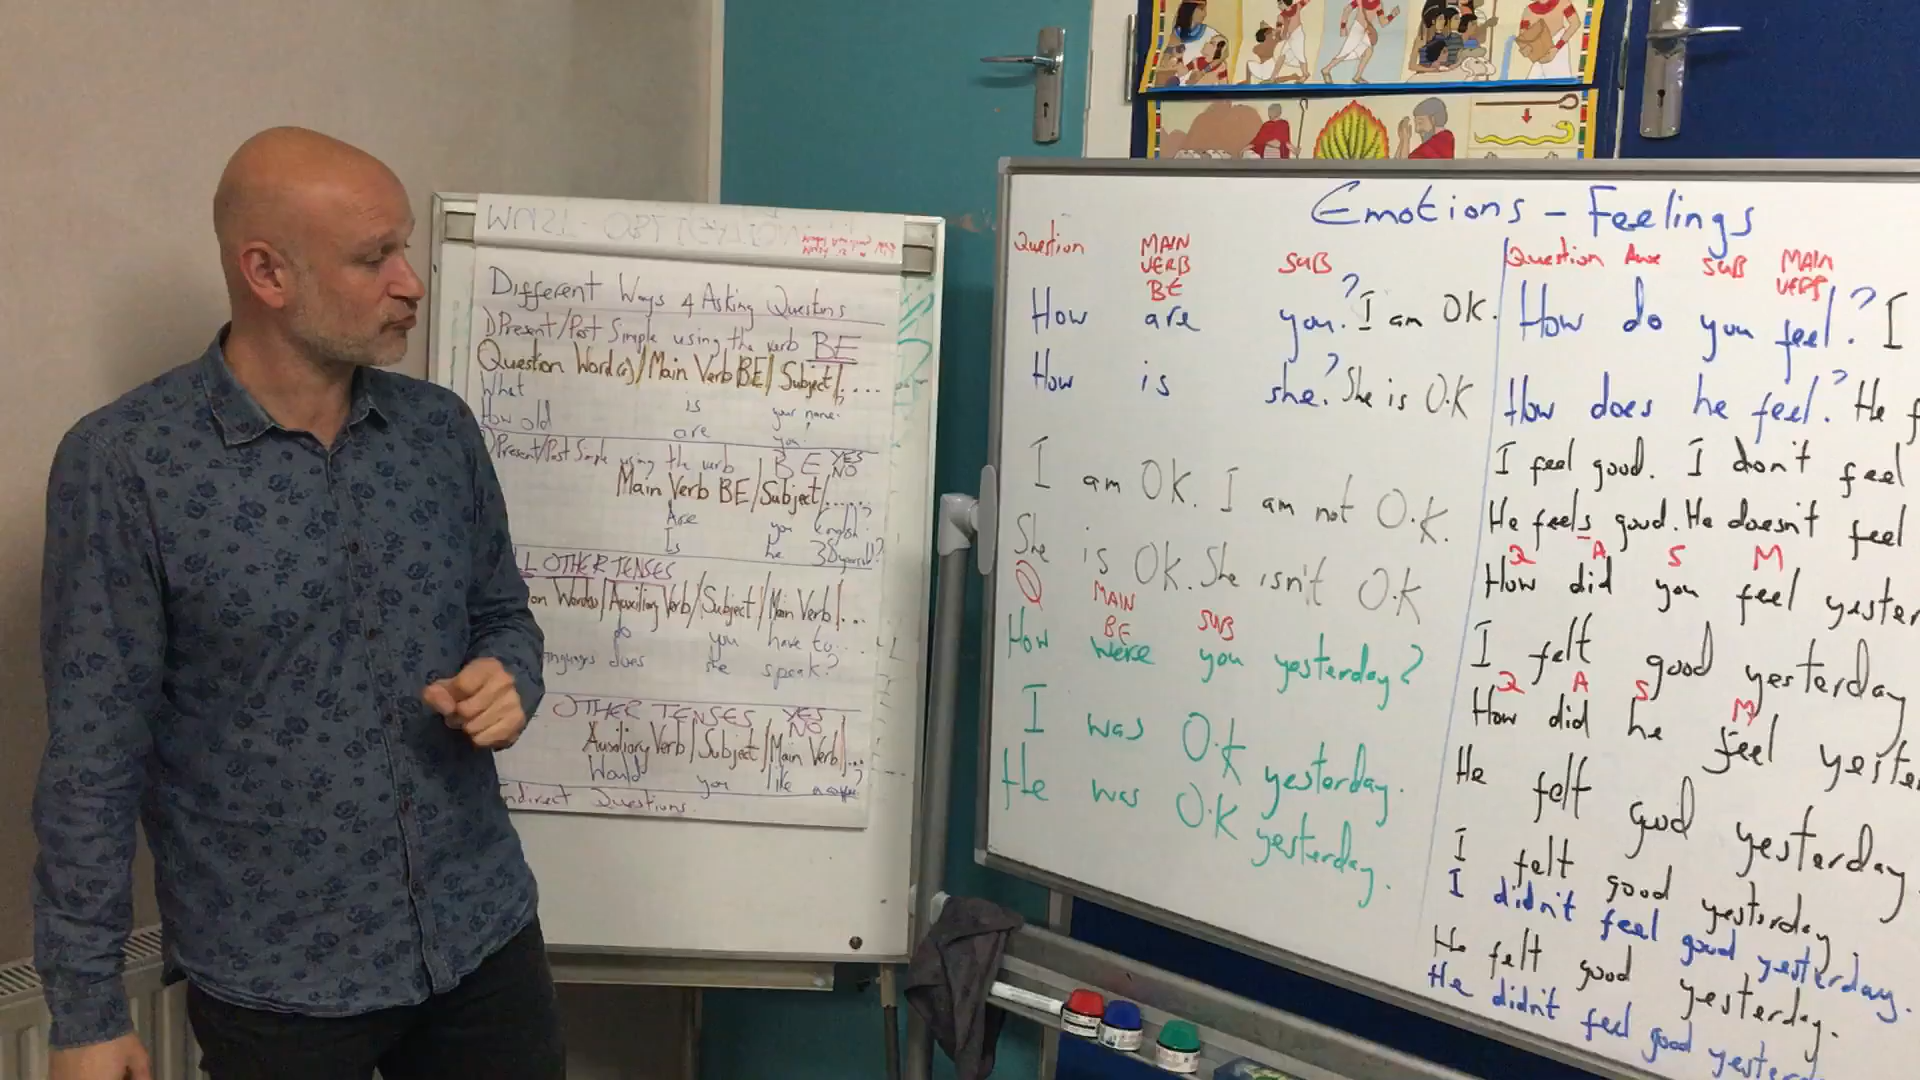 Different Ways 4 Asking Questions
1) Present/Past Simple using the verb BE
Question Word(s)/Main Verb BE/Subject/....?
What is your name?
How old are you?
Present/Past Simple using the verb BE YES NO
Main Verb BE/Subject/......?
Are you English?
Is he 30 years old?
OTHER TENSES
Words/Auxiliary Verb/Subject/Main Verb/...
do you have to....
languages does she speak?
OTHER TENSES YES NO
Auxiliary Verb/Subject/Main Verb/...?
Would you like a coffee
Indirect Questions.
Emotions - Feelings
Question MAIN VERB BE SUB
How are you? I am OK.
How is she? She is O.K
I am OK. I am not O.K.
She is OK. She isn't O.K
Q MAIN BE SUB
How were you yesterday?
I was O.K yesterday.
He was O.K yesterday.
Question Aux SUB MAIN VERB
How do you feel? I
How does he feel? He f
I feel good. I don't feel
He feels good. He doesn't feel
Q A S M
How did you feel yester
I felt good yesterday
Q A S M
How did he feel yester
He felt good yesterday.
I felt good yesterday.
I didn't feel good yesterday.
He felt good yesterday.
He didn't feel good yester